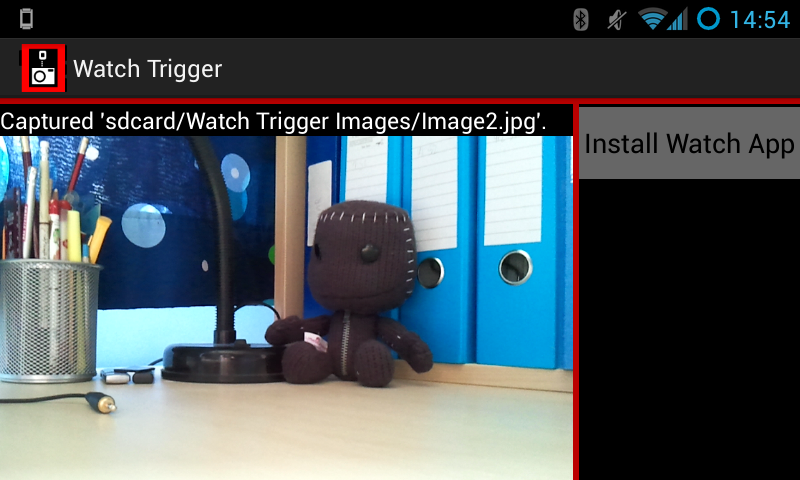 14:54
Watch Trigger
Captured 'sdcard/Watch Trigger Images/Image2.jpg'.
Install Watch App